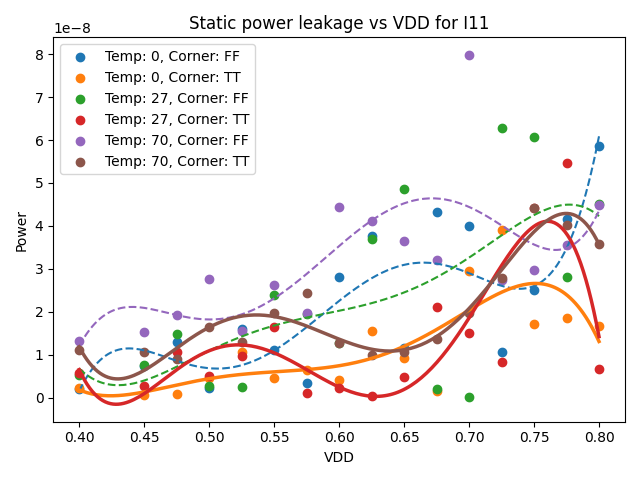 Static power leakage vs VDD for I11
1e−8
Temp: 0, Corner: FF
Temp: 0, Corner: TT
Temp: 27, Corner: FF
Temp: 27, Corner: TT
Temp: 70, Corner: FF
Temp: 70, Corner: TT
8
7
6
5
4
3
2
1
0
Power
0.40 0.45 0.50 0.55 0.60 0.65 0.70 0.75 0.80
VDD